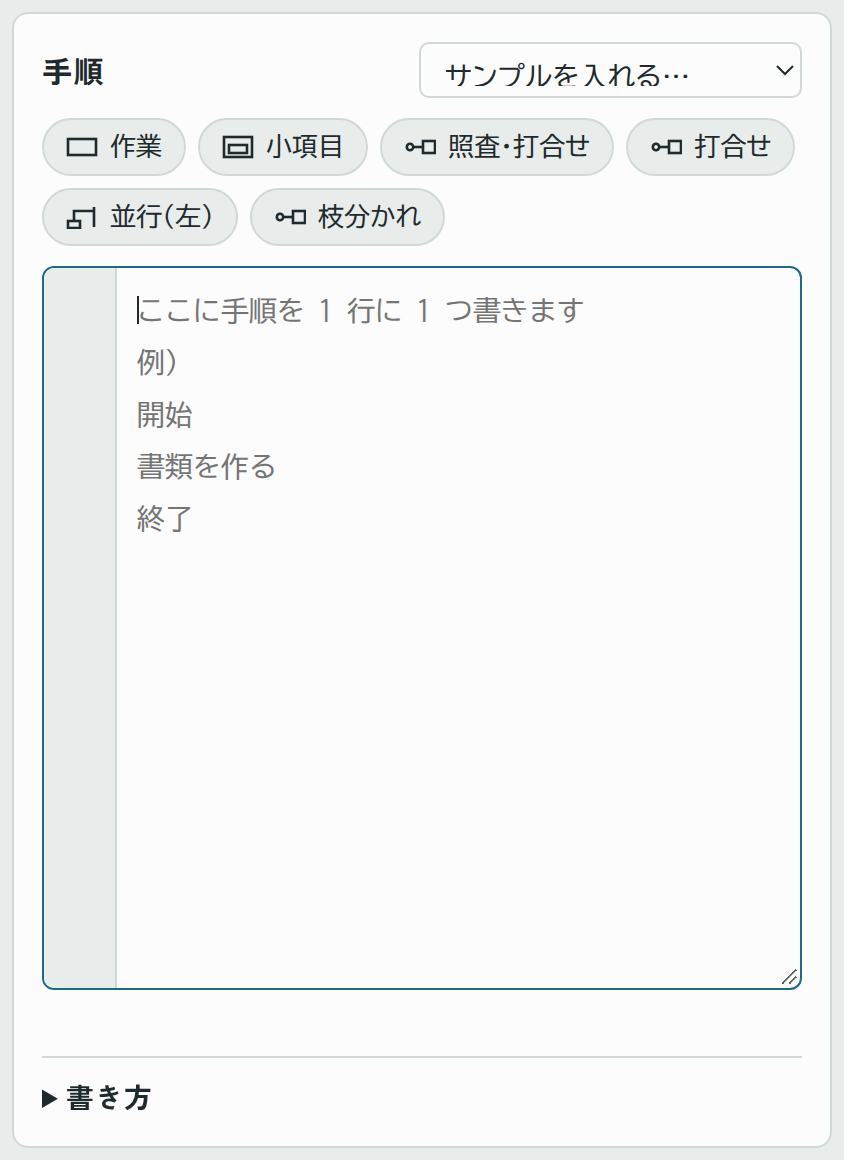 手順
サンプルを入れる…
作業
小項目
照査・打合せ
打合せ
並行(左)
枝分かれ
ここに手順を 1 行に 1 つ書きます
例)
開始
書類を作る
終了
書き方